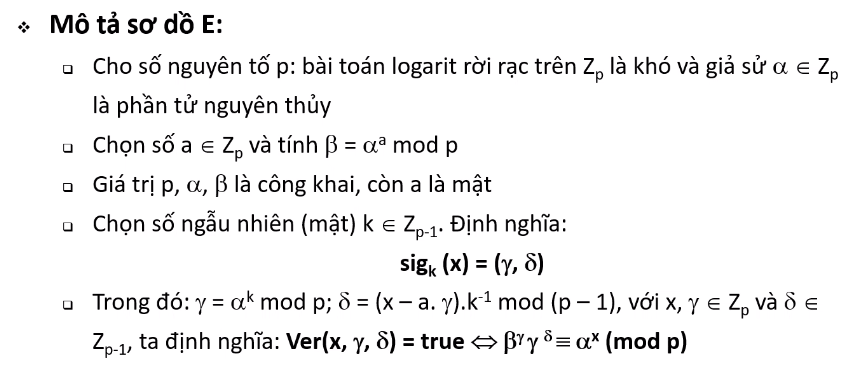 ❖ Mô tả sơ dồ E:
❑ Cho số nguyên tố p: bài toán logarit rời rạc trên Zₚ là khó và giả sử α ∈ Zₚ
là phần tử nguyên thủy
❑ Chọn số a ∈ Zₚ và tính β = αᵃ mod p
❑ Giá trị p, α, β là công khai, còn a là mật
❑ Chọn số ngẫu nhiên (mật) k ∈ Zₚ₋₁. Định nghĩa:
sigₖ (x) = (γ, δ)
❑ Trong đó: γ = αᵏ mod p; δ = (x – a. γ).k⁻¹ mod (p – 1), với x, γ ∈ Zₚ và δ ∈
Zₚ₋₁, ta định nghĩa: Ver(x, γ, δ) = true ⇔ βᵞ γ ᵟ ≡ αˣ (mod p)